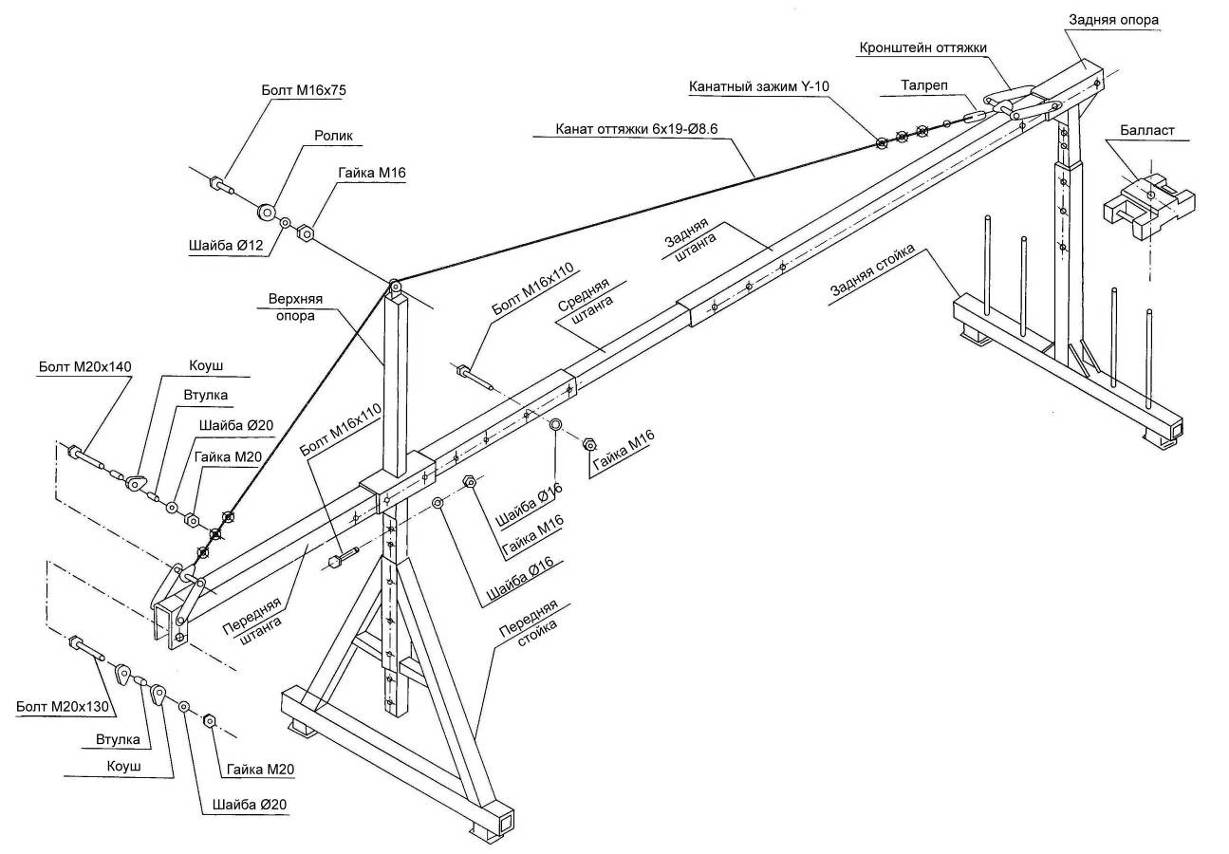 Задняя опора
Кронштейн оттяжки
Канатный зажим Y-10
Талреп
Болт М16х75
Канат оттяжки 6х19-Ø8.6
Балласт
Ролик
Гайка М16
Шайба Ø12
Задняя
штанга
Задняя стойка
Болт М16х110
Средняя
штанга
Верхняя
опора
Болт М20х140
Коуш
Втулка
Шайба Ø20
Гайка М20
Болт М16х110
Гайка М16
Шайба Ø16
Гайка М16
Шайба Ø16
Передняя
штанга
Передняя
стойка
Болт М20х130
Втулка
Коуш
Гайка М20
Шайба Ø20